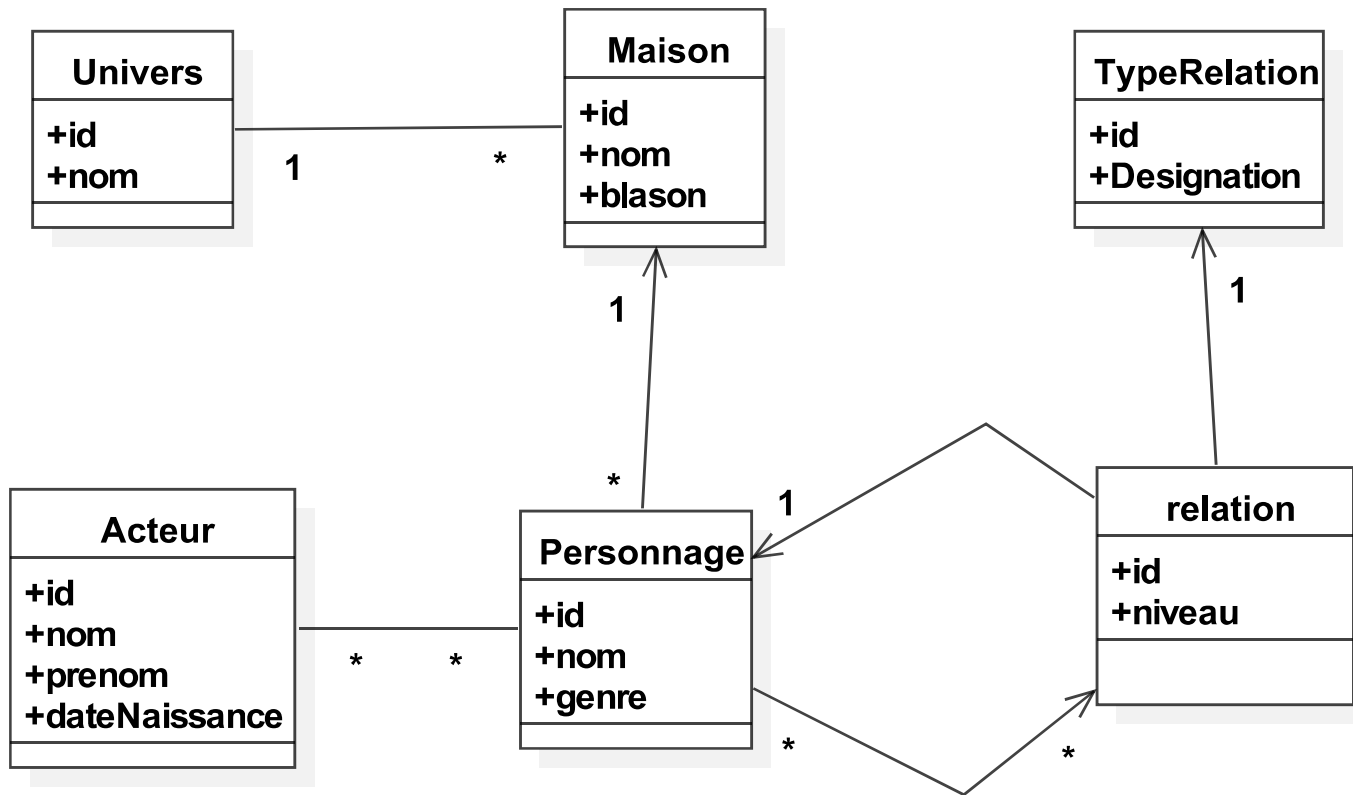 Univers
+id
+nom
1
*
Maison
+id
+nom
+blason
TypeRelation
+id
+Designation
1
1
*
Acteur
+id
+nom
+prenom
+dateNaissance
*
*
Personnage
+id
+nom
+genre
1
*
*
relation
+id
+niveau